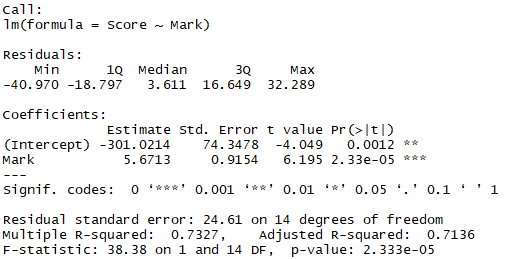 Call:
lm(formula = Score ~ Mark)
Residuals:
    Min      1Q  Median      3Q     Max
-40.970 -18.797   3.611  16.649  32.289
Coefficients:
             Estimate Std. Error t value Pr(>|t|)
(Intercept) -301.0214    74.3478  -4.049   0.0012 **
Mark           5.6713     0.9154   6.195 2.33e-05 ***
---
Signif. codes:  0 ‘***’ 0.001 ‘**’ 0.01 ‘*’ 0.05 ‘.’ 0.1 ‘ ’ 1
Residual standard error: 24.61 on 14 degrees of freedom
Multiple R-squared:  0.7327,    Adjusted R-squared:  0.7136
F-statistic: 38.38 on 1 and 14 DF,  p-value: 2.333e-05